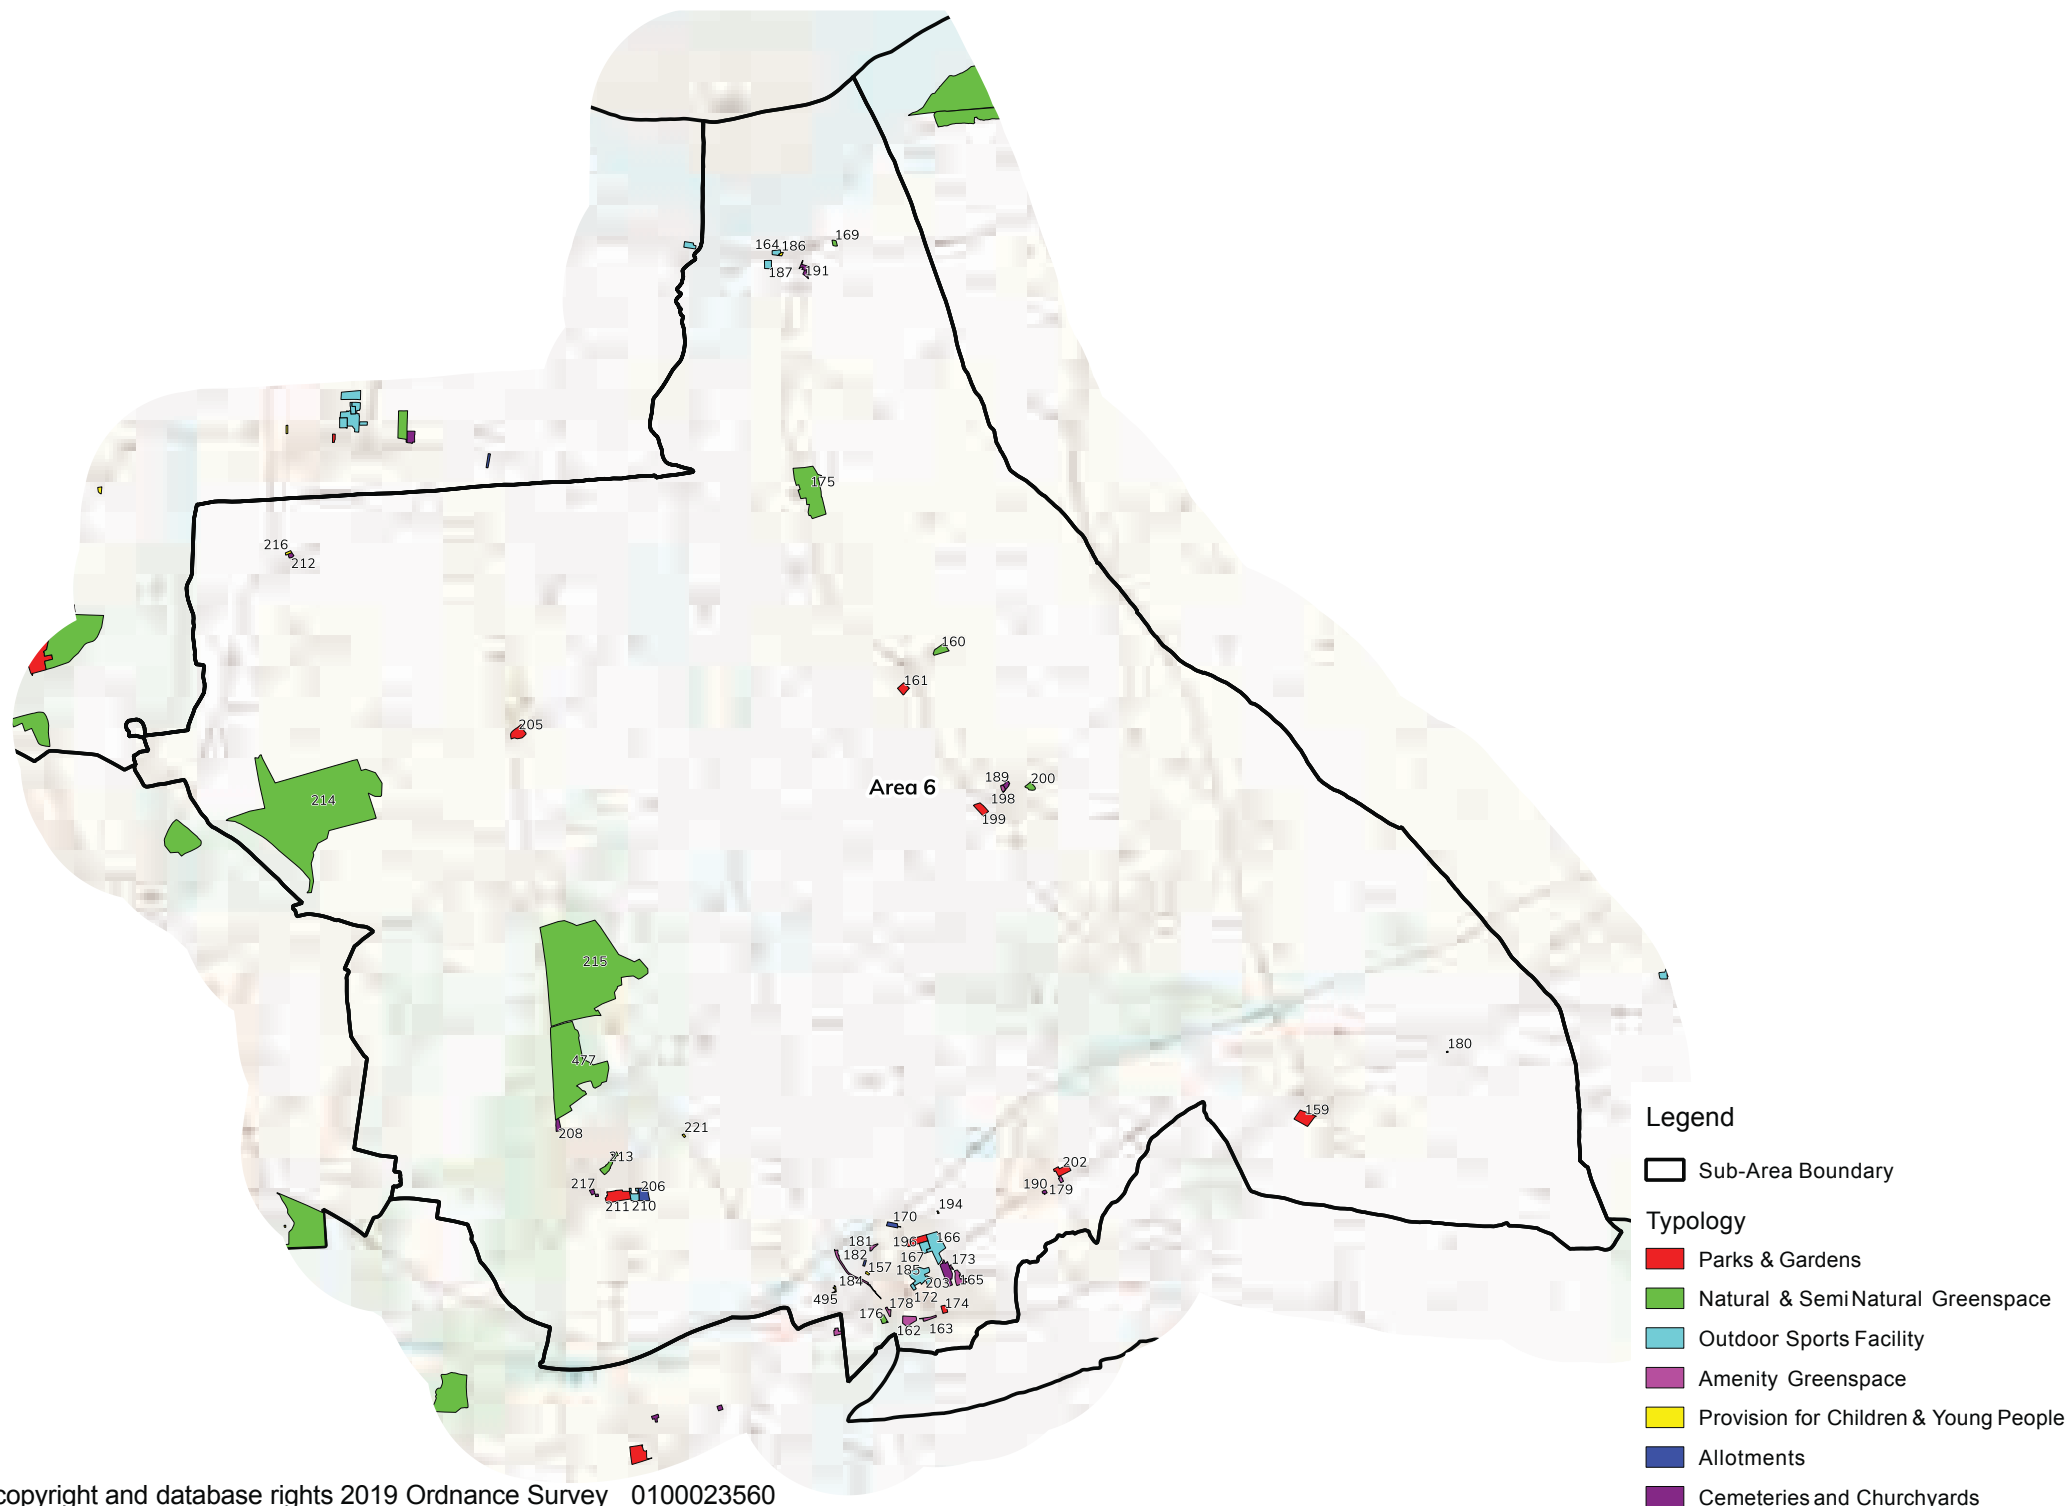 164 186 169
187 191
175
216
212
160
161
205
189 200
198
199
214
Area 6
215
477
180
208
221
159
213
217 206
211 210
202
190 179
194
170
181 196 166
182 167 173
157 185 165
184 203
495 172
178 174
176
162 163
Legend
Sub-Area Boundary
Typology
Parks & Gardens
Natural & Semi Natural Greenspace
Outdoor Sports Facility
Amenity Greenspace
Provision for Children & Young People
Allotments
Cemeteries and Churchyards
copyright and database rights 2019 Ordnance Survey 0100023560